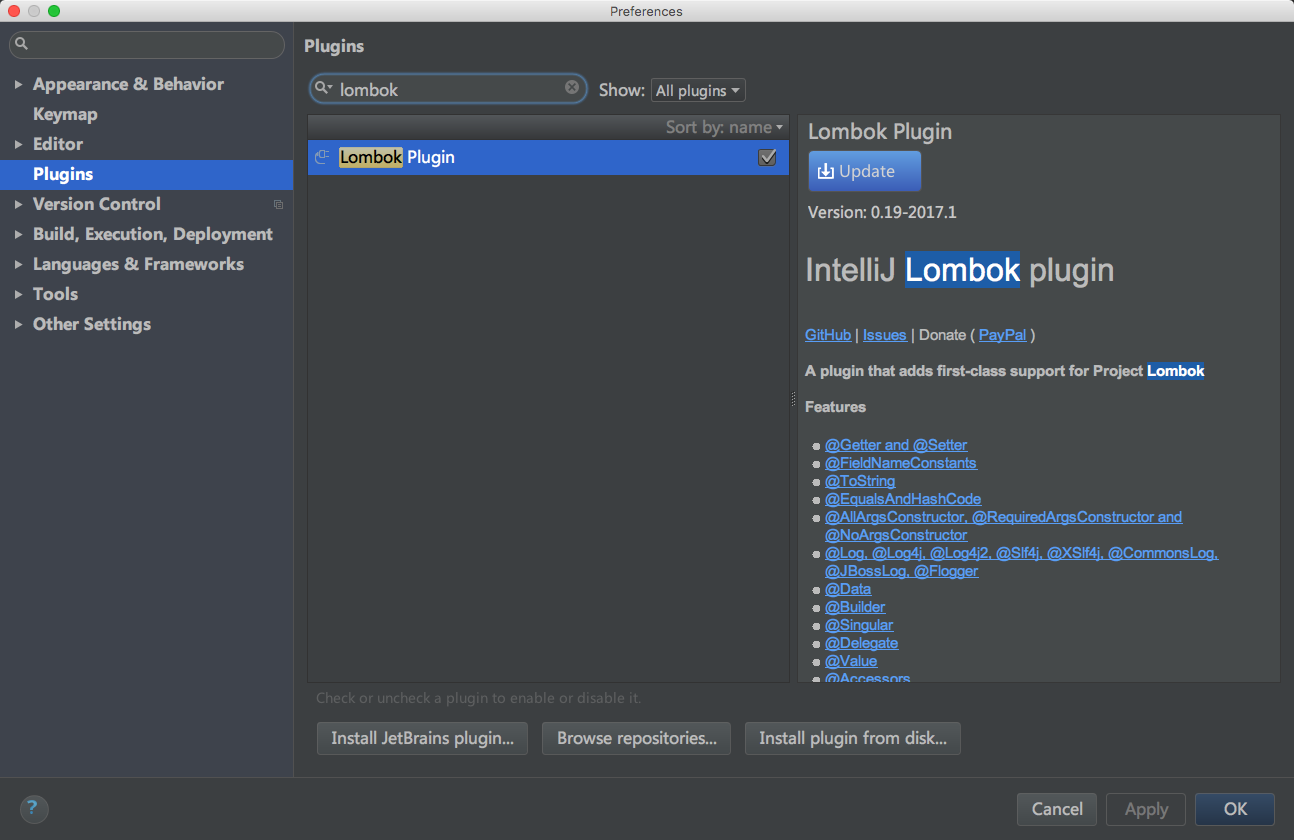 Preferences
Appearance & Behavior
Keymap
Editor
Plugins
Version Control
Build, Execution, Deployment
Languages & Frameworks
Tools
Other Settings
Plugins
lombok
Show: All plugins
Sort by: name
Lombok Plugin
Check or uncheck a plugin to enable or disable it.
Install JetBrains plugin...
Browse repositories...
Install plugin from disk...
Lombok Plugin
Update
Version: 0.19-2017.1
IntelliJ Lombok plugin
GitHub | Issues | Donate ( PayPal )
A plugin that adds first-class support for Project Lombok
Features
@Getter and @Setter
@FieldNameConstants
@ToString
@EqualsAndHashCode
@AllArgsConstructor, @RequiredArgsConstructor and
@NoArgsConstructor
@Log, @Log4j, @Log4j2, @Slf4j, @XSlf4j, @CommonsLog,
@JBossLog, @Flogger
@Data
@Builder
@Singular
@Delegate
@Value
@Accessors
?
Cancel
Apply
OK